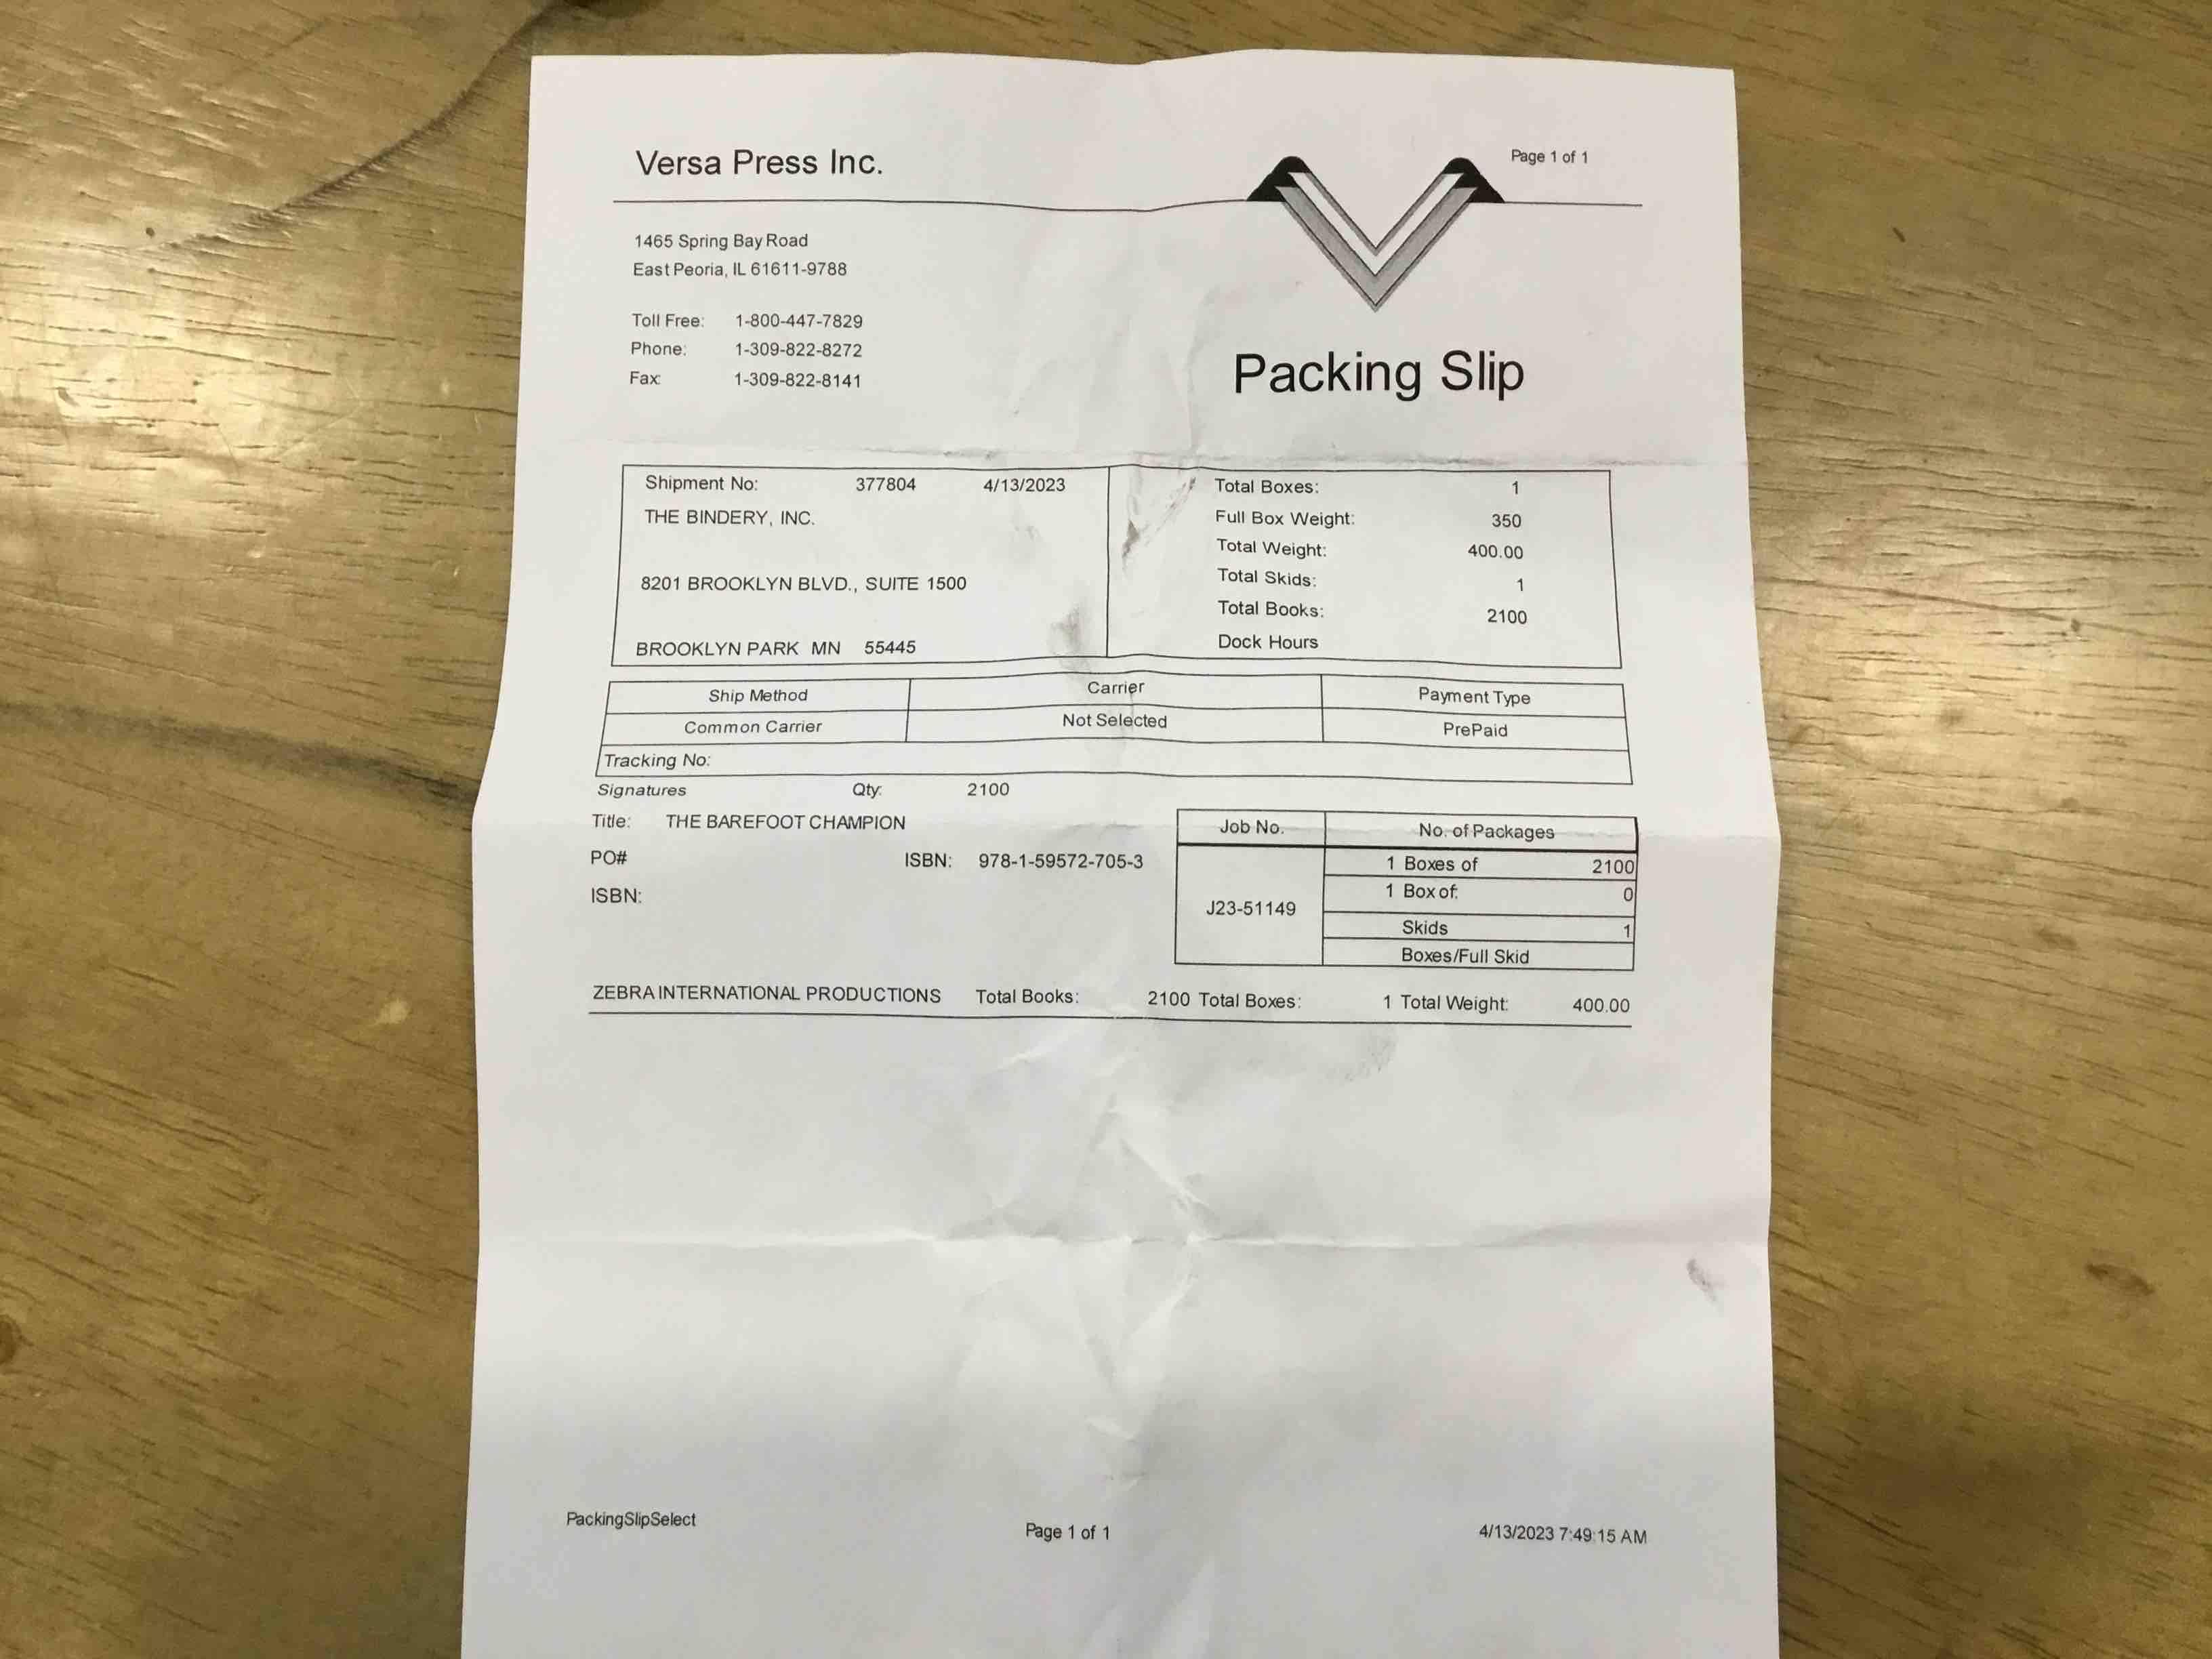 Versa Press Inc.
Page 1 of 1
1465 Spring Bay Road
East Peoria, IL 61611-9788
Toll Free: 1-800-447-7829
Phone: 1-309-822-8272
Fax: 1-309-822-8141
Packing Slip
Shipment No: 377804 4/13/2023
THE BINDERY, INC.
8201 BROOKLYN BLVD., SUITE 1500
BROOKLYN PARK MN 55445
Total Boxes: 1
Full Box Weight: 350
Total Weight: 400.00
Total Skids: 1
Total Books: 2100
Dock Hours
Ship Method Carrier Payment Type
Common Carrier Not Selected PrePaid
Tracking No:
Signatures Qty: 2100
Title: THE BAREFOOT CHAMPION
PO# ISBN: 978-1-59572-705-3
ISBN:
Job No. No. of Packages
J23-51149
1 Boxes of 2100
1 Box of: 0
Skids 1
Boxes/Full Skid
ZEBRA INTERNATIONAL PRODUCTIONS Total Books: 2100 Total Boxes: 1 Total Weight: 400.00
PackingSlipSelect Page 1 of 1 4/13/2023 7:49:15 AM